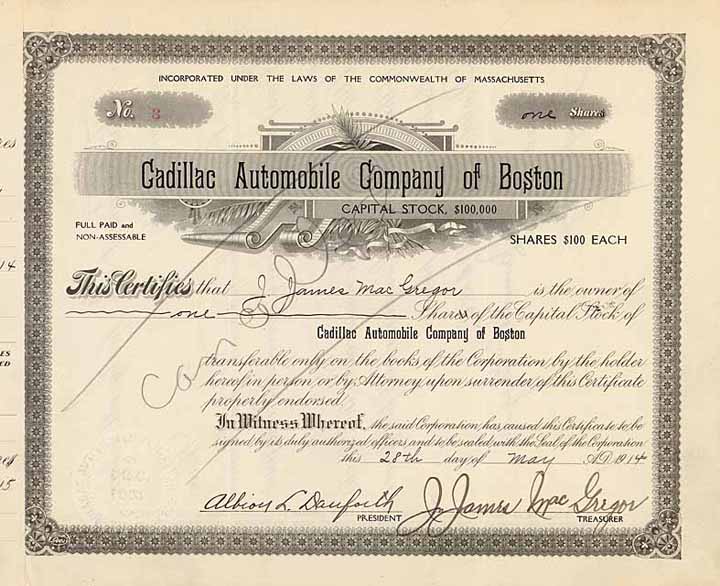 INCORPORATED UNDER THE LAWS OF THE COMMONWEALTH OF MASSACHUSETTS
No. 3
one Shares
Cadillac Automobile Company of Boston
CAPITAL STOCK, $100,000
FULL PAID and
NON-ASSESSABLE
SHARES $100 EACH
This Certifies that J. James Mac Gregor is the owner of
one Shares of the Capital Stock of
Cadillac Automobile Company of Boston
transferable only on the books of the Corporation by the holder
hereof in person or by Attorney upon surrender of this Certificate
properly endorsed.
In Witness Whereof, the said Corporation has caused this Certificate to be
signed by its duly authorized officers and to be sealed with the Seal of the Corporation
this 28th day of May A.D. 1914
Albion L. Danforth
PRESIDENT
J. James Mac Gregor
TREASURER